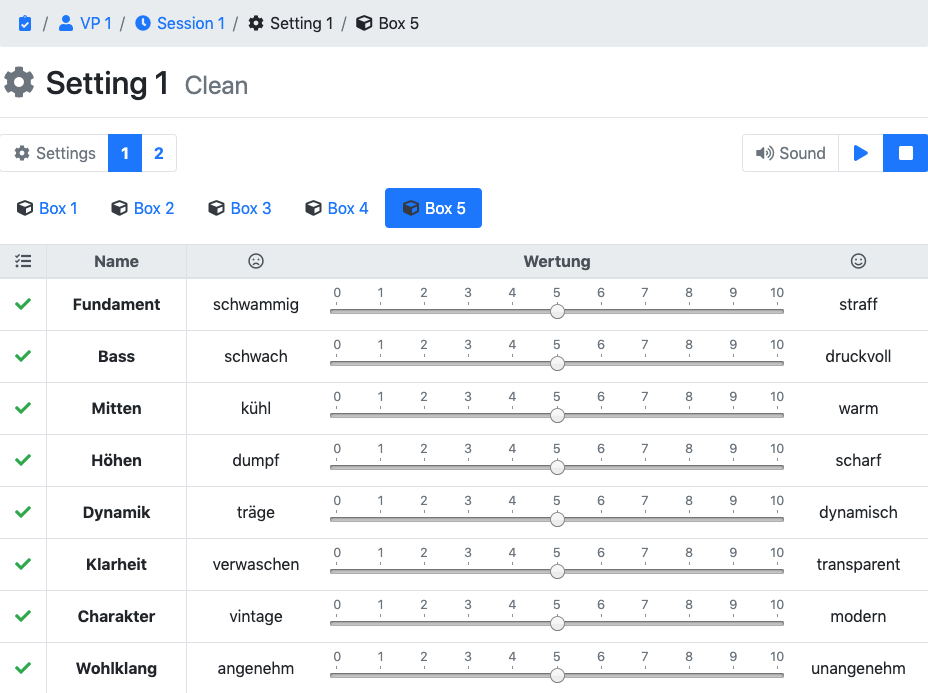 / VP 1 / Session 1 / Setting 1 / Box 5
Setting 1 Clean
Settings 1 2 Sound
Box 1 Box 2 Box 3 Box 4 Box 5
Name Wertung
0 1 2 3 4 5 6 7 8 9 10
Fundament schwammig straff
0 1 2 3 4 5 6 7 8 9 10
Bass schwach druckvoll
0 1 2 3 4 5 6 7 8 9 10
Mitten kühl warm
0 1 2 3 4 5 6 7 8 9 10
Höhen dumpf scharf
0 1 2 3 4 5 6 7 8 9 10
Dynamik träge dynamisch
0 1 2 3 4 5 6 7 8 9 10
Klarheit verwaschen transparent
0 1 2 3 4 5 6 7 8 9 10
Charakter vintage modern
0 1 2 3 4 5 6 7 8 9 10
Wohlklang angenehm unangenehm